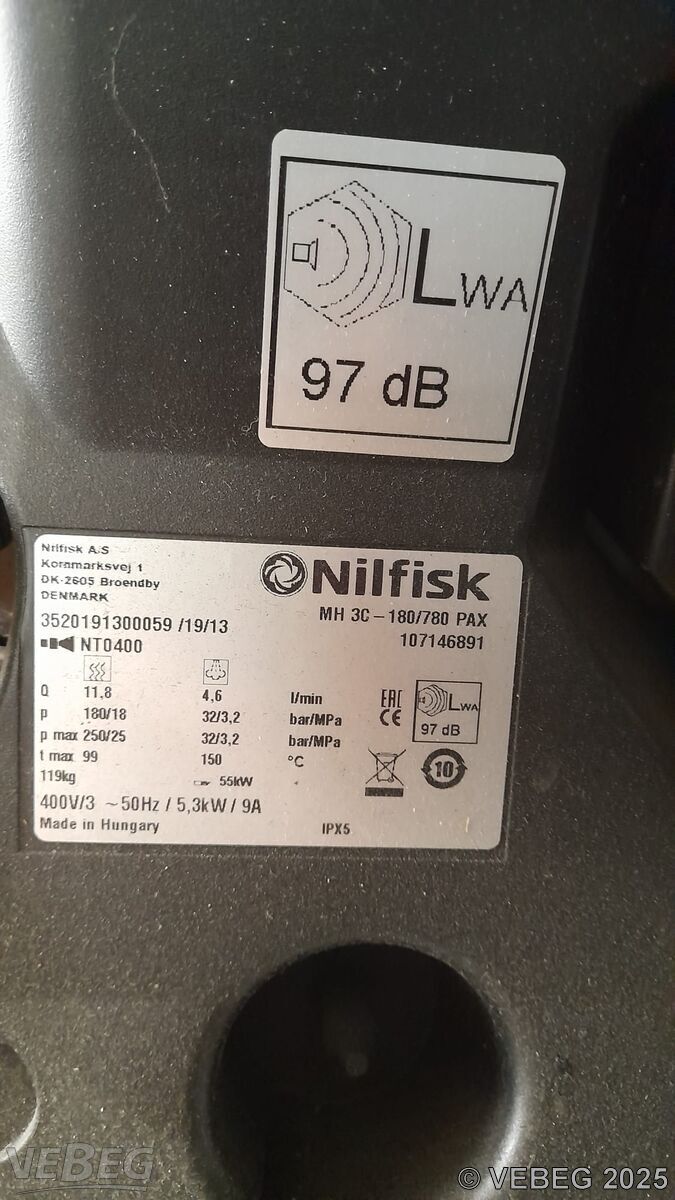 LWA
97 dB
Nilfisk A/S
Kornmarksvej 1
DK-2605 Broendby
DENMARK
Nilfisk
MH 3C – 180/780 PAX
107146891
3520191300059 /19/13
NT0400
Q 11,8 4,6 l/min
p 180/18 32/3,2 bar/MPa
p max 250/25 32/3,2 bar/MPa
t max 99 150 °C
119kg 55kW
EAC
CE
LWA
97 dB
10
400V/3 ~50Hz / 5,3kW / 9A
Made in Hungary IPX5
VEBEG
© VEBEG 2025